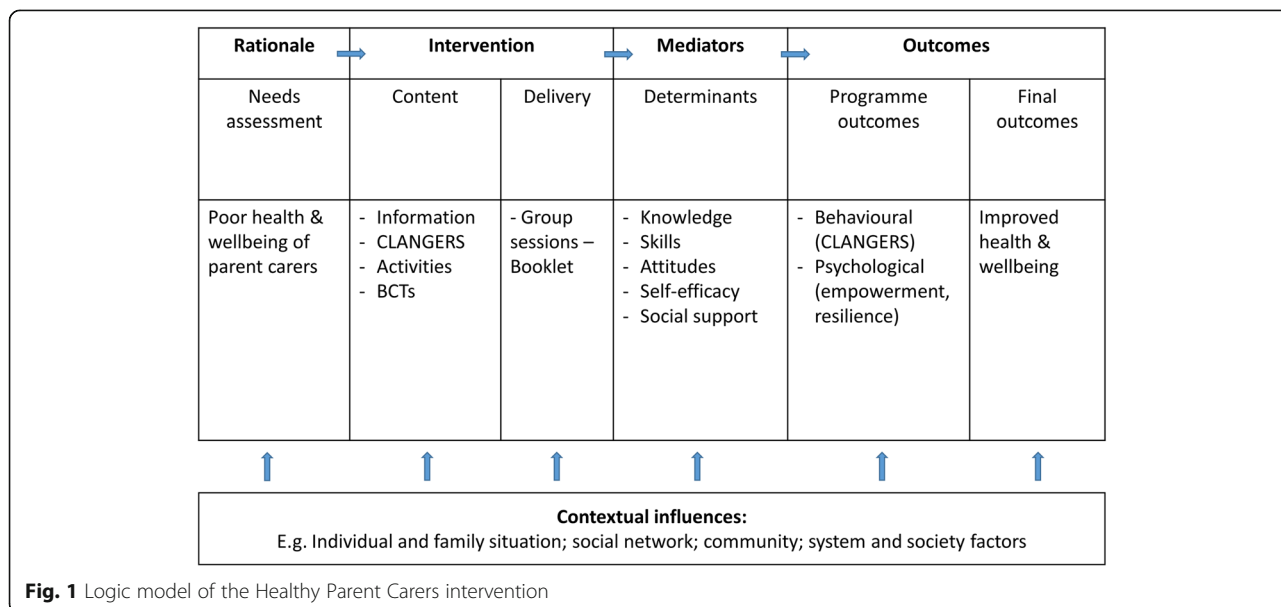 Rationale
Intervention
Mediators
Outcomes
Needs
assessment
Content
Delivery
Determinants
Programme
outcomes
Final
outcomes
Poor health &
wellbeing of
parent carers
- Information
- CLANGERS
- Activities
- BCTs
- Group
sessions –
Booklet
- Knowledge
- Skills
- Attitudes
- Self-efficacy
- Social support
- Behavioural
(CLANGERS)
- Psychological
(empowerment,
resilience)
Improved
health &
wellbeing
Contextual influences:
E.g. Individual and family situation; social network; community; system and society factors
Fig. 1 Logic model of the Healthy Parent Carers intervention